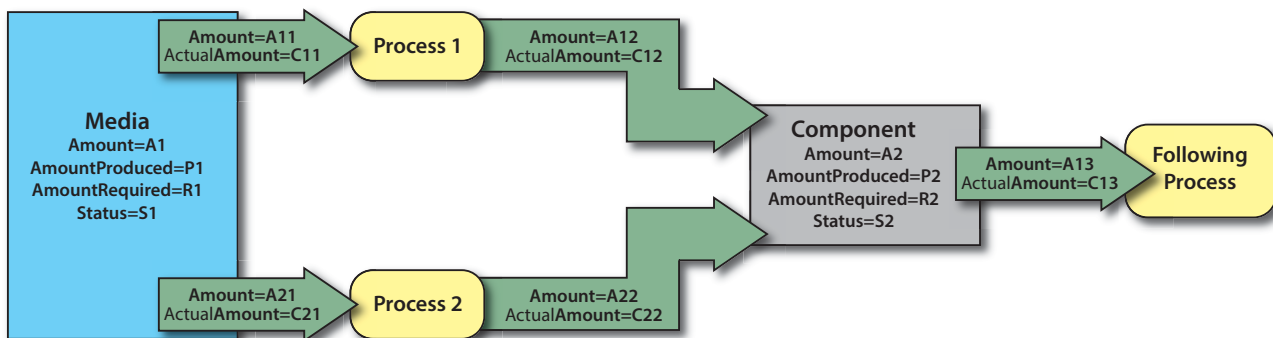 Media
Amount=A1
AmountProduced=P1
AmountRequired=R1
Status=S1
Amount=A11
ActualAmount=C11
Process 1
Amount=A12
ActualAmount=C12
Amount=A21
ActualAmount=C21
Process 2
Amount=A22
ActualAmount=C22
Component
Amount=A2
AmountProduced=P2
AmountRequired=R2
Status=S2
Amount=A13
ActualAmount=C13
Following
Process